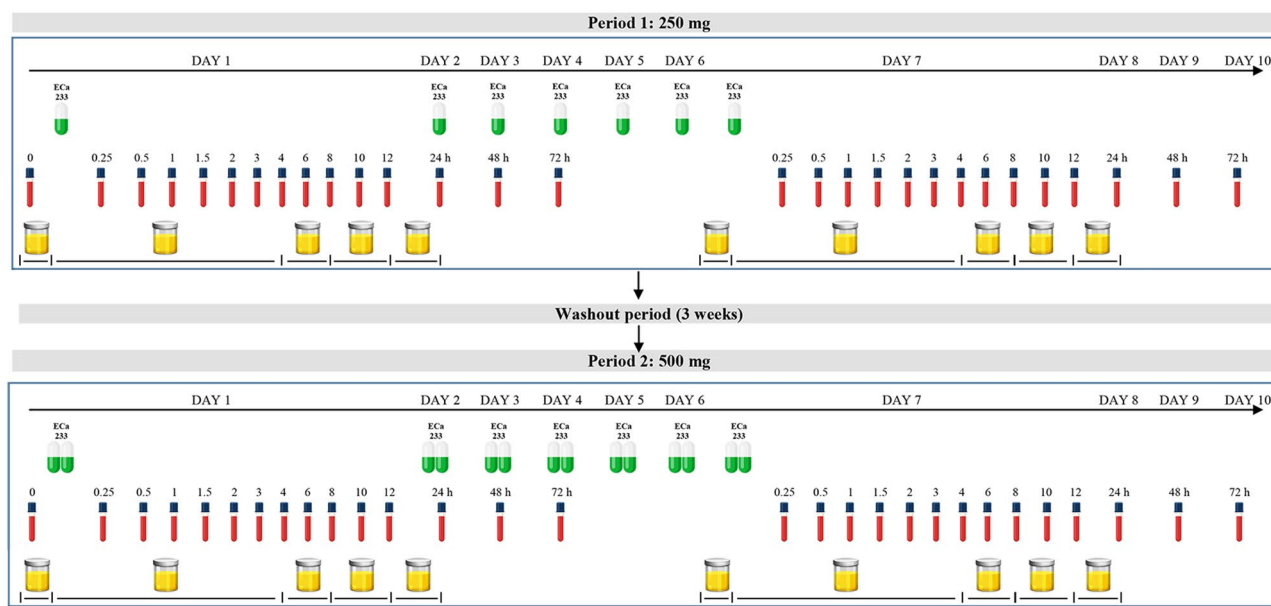 Period 1: 250 mg
DAY 1 DAY 2 DAY 3 DAY 4 DAY 5 DAY 6 DAY 7 DAY 8 DAY 9 DAY 10
ECa ECa ECa ECa ECa ECa ECa
233 233 233 233 233 233 233
0 0.25 0.5 1 1.5 2 3 4 6 8 10 12 24 h 48 h 72 h 0.25 0.5 1 1.5 2 3 4 6 8 10 12 24 h 48 h 72 h
Washout period (3 weeks)
Period 2: 500 mg
DAY 1 DAY 2 DAY 3 DAY 4 DAY 5 DAY 6 DAY 7 DAY 8 DAY 9 DAY 10
ECa ECa ECa ECa ECa ECa ECa
233 233 233 233 233 233 233
0 0.25 0.5 1 1.5 2 3 4 6 8 10 12 24 h 48 h 72 h 0.25 0.5 1 1.5 2 3 4 6 8 10 12 24 h 48 h 72 h